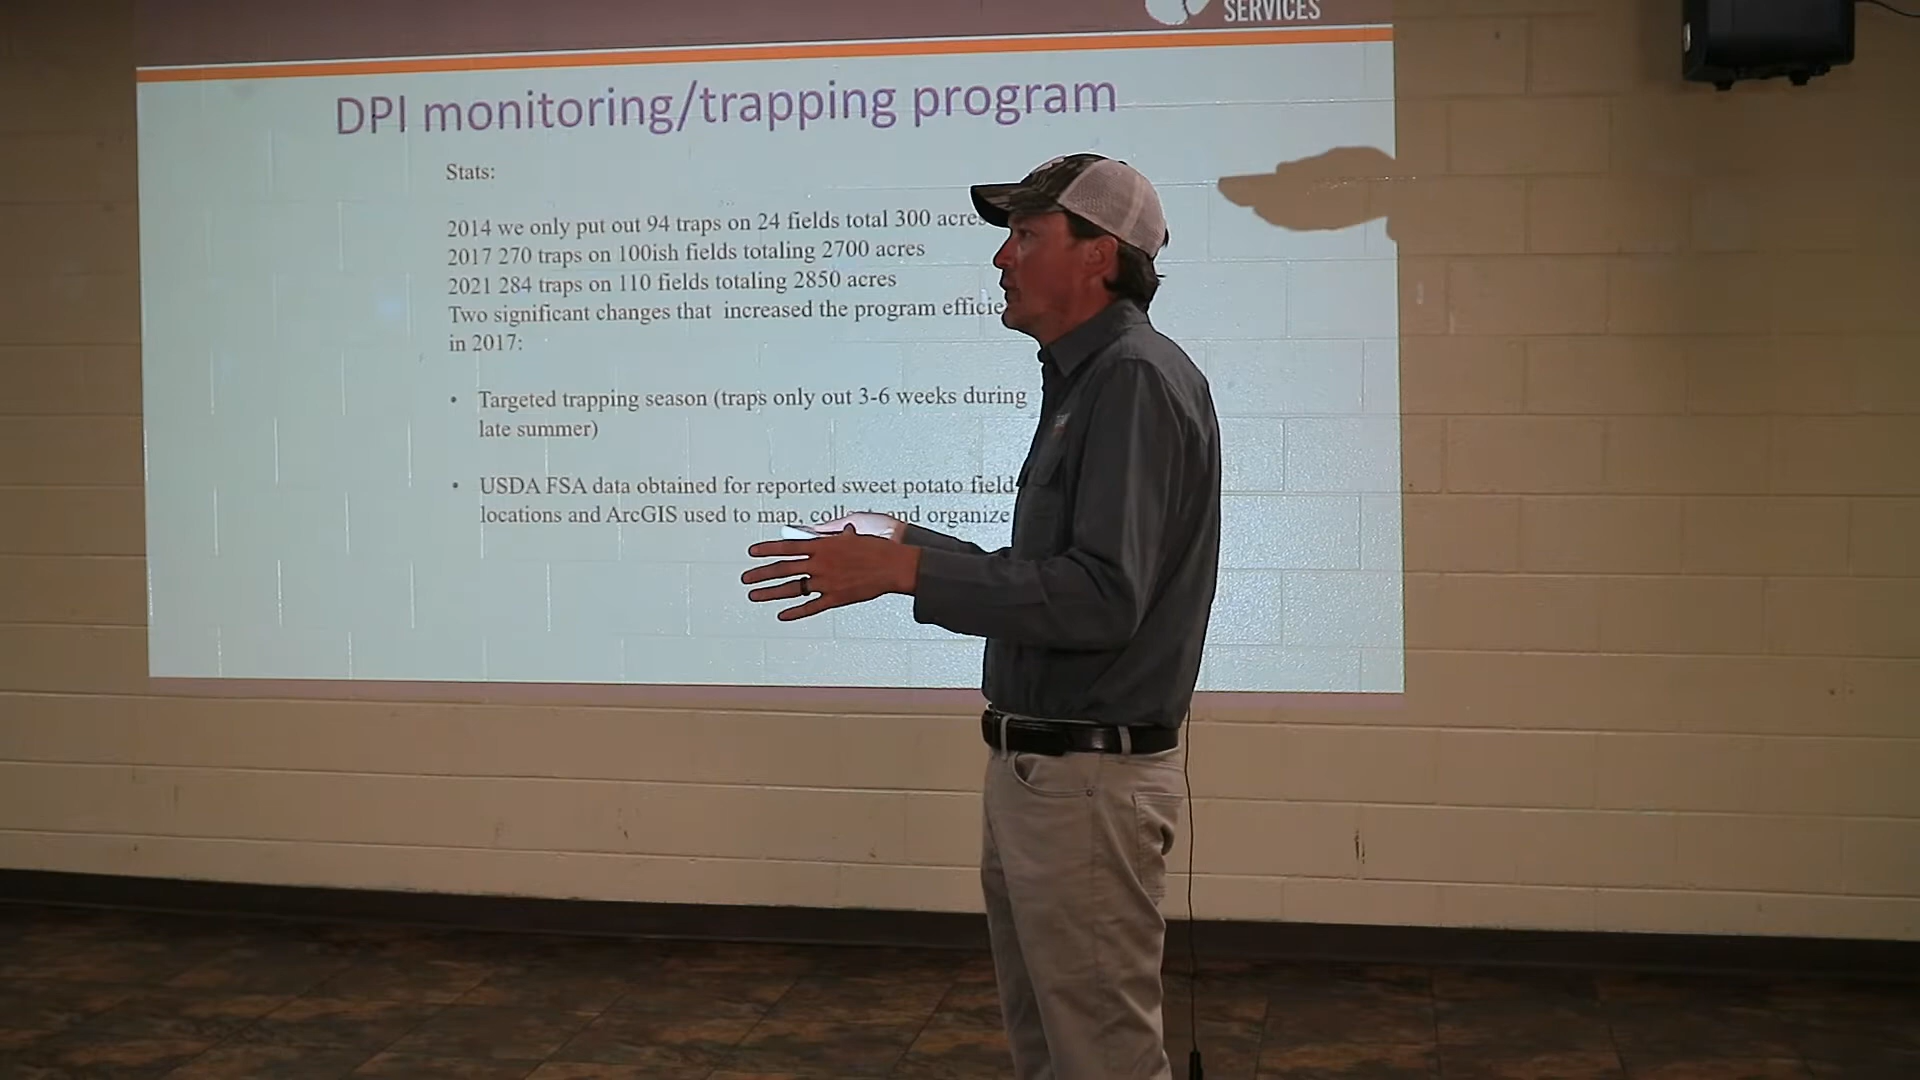 SERVICES
DPI monitoring/trapping program
Stats:
2014 we only put out 94 traps on 24 fields total 300 acres
2017 270 traps on 100ish fields totaling 2700 acres
2021 284 traps on 110 fields totaling 2850 acres
Two significant changes that increased the program
in 2017:
• Targeted trapping season (traps only out 3-6 weeks during
late summer)
• USDA FSA data obtained for reported sweet potato field
locations and ArcGIS used to map, and organize